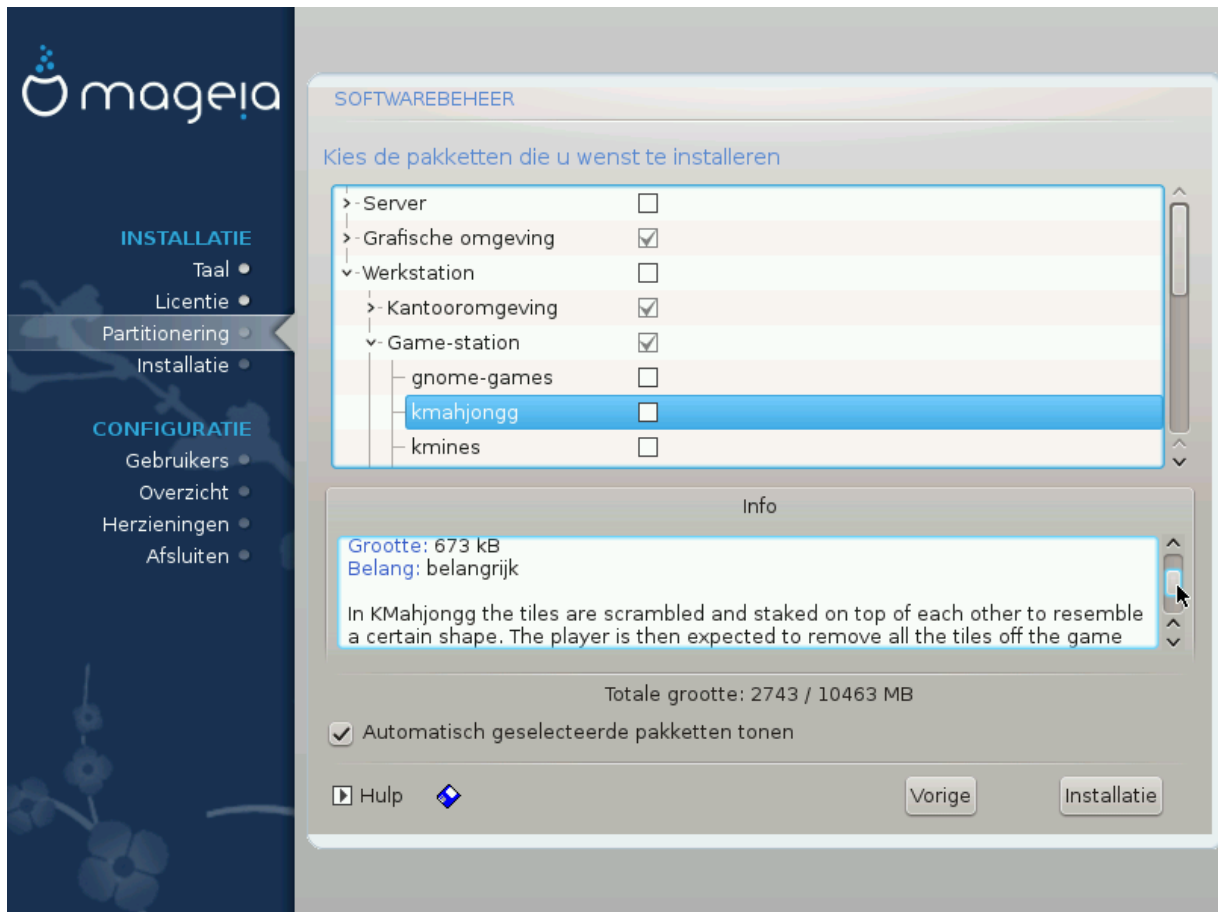 mageia
INSTALLATIE
Taal
Licentie
Partitionering
Installatie
CONFIGURATIE
Gebruikers
Overzicht
Herzieningen
Afsluiten
SOFTWAREBEHEER
Kies de pakketten die u wenst te installeren
Server
Grafische omgeving
Werkstation
Kantooromgeving
Game-station
gnome-games
kmahjongg
kmines
Info
Grootte: 673 kB
Belang: belangrijk
In KMahjongg the tiles are scrambled and staked on top of each other to resemble
a certain shape. The player is then expected to remove all the tiles off the game
Totale grootte: 2743 / 10463 MB
Automatisch geselecteerde pakketten tonen
Hulp
Vorige
Installatie